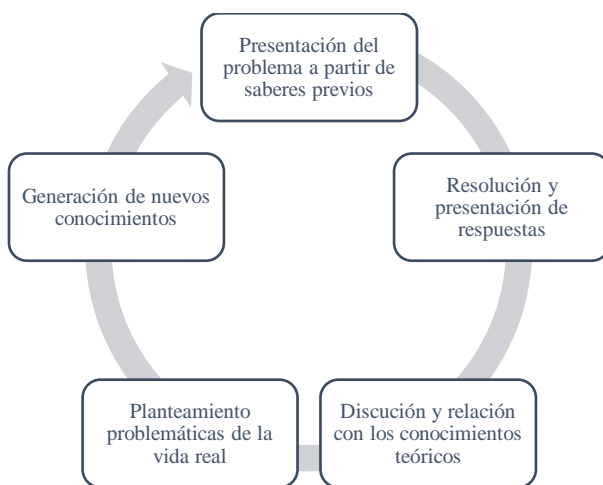 Presentación del
problema a partir de
saberes previos
Resolución y
presentación de
respuestas
Discución y relación
con los conocimientos
teóricos
Planteamiento
problemáticas de la
vida real
Generación de nuevos
conocimientos